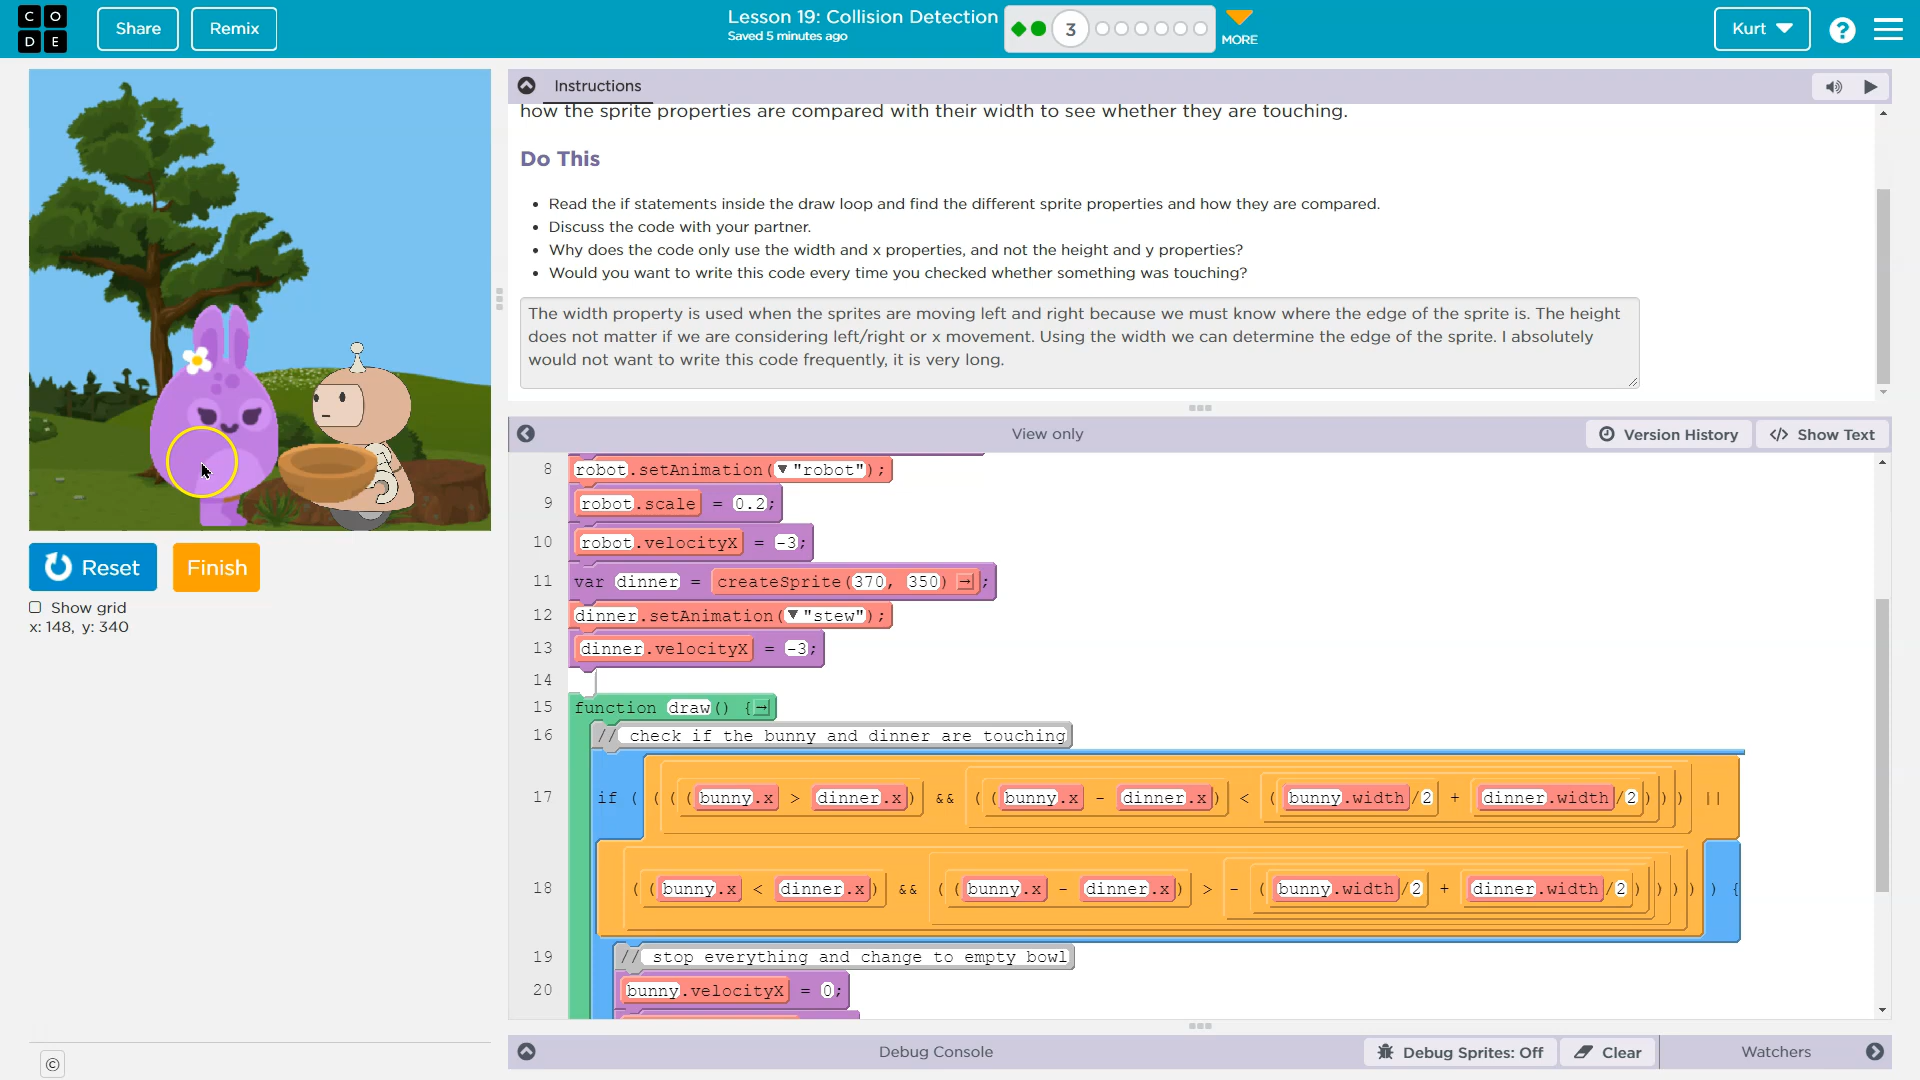 CODE
Share
Remix
Lesson 19: Collision Detection
Saved 5 minutes ago
3
MORE
Kurt
?
Instructions
how the sprite properties are compared with their width to see whether they are touching.
Do This
• Read the if statements inside the draw loop and find the different sprite properties and how they are compared.
• Discuss the code with your partner.
• Why does the code only use the width and x properties, and not the height and y properties?
• Would you want to write this code every time you checked whether something was touching?
The width property is used when the sprites are moving left and right because we must know where the edge of the sprite is. The height
does not matter if we are considering left/right or x movement. Using the width we can determine the edge of the sprite. I absolutely
would not want to write this code frequently, it is very long.
View only
Version History
</> Show Text
8 robot.setAnimation(▼"robot");
9 robot.scale = 0.2;
10 robot.velocityX = -3;
11 var dinner = createSprite(370, 350) →;
12 dinner.setAnimation(▼"stew");
13 dinner.velocityX = -3;
14
15 function draw() {→
16 // check if the bunny and dinner are touching
17 if ( ( ( (bunny.x > dinner.x) && ( (bunny.x - dinner.x) < (bunny.width/2 + dinner.width/2) ) ) ||
18 ( (bunny.x < dinner.x) && ( (bunny.x - dinner.x) > - (bunny.width/2 + dinner.width/2) ) ) ) ) {
19 // stop everything and change to empty bowl
20 bunny.velocityX = 0;
Reset
Finish
Show grid
x: 148, y: 340
©
Debug Console
Debug Sprites: Off
Clear
Watchers